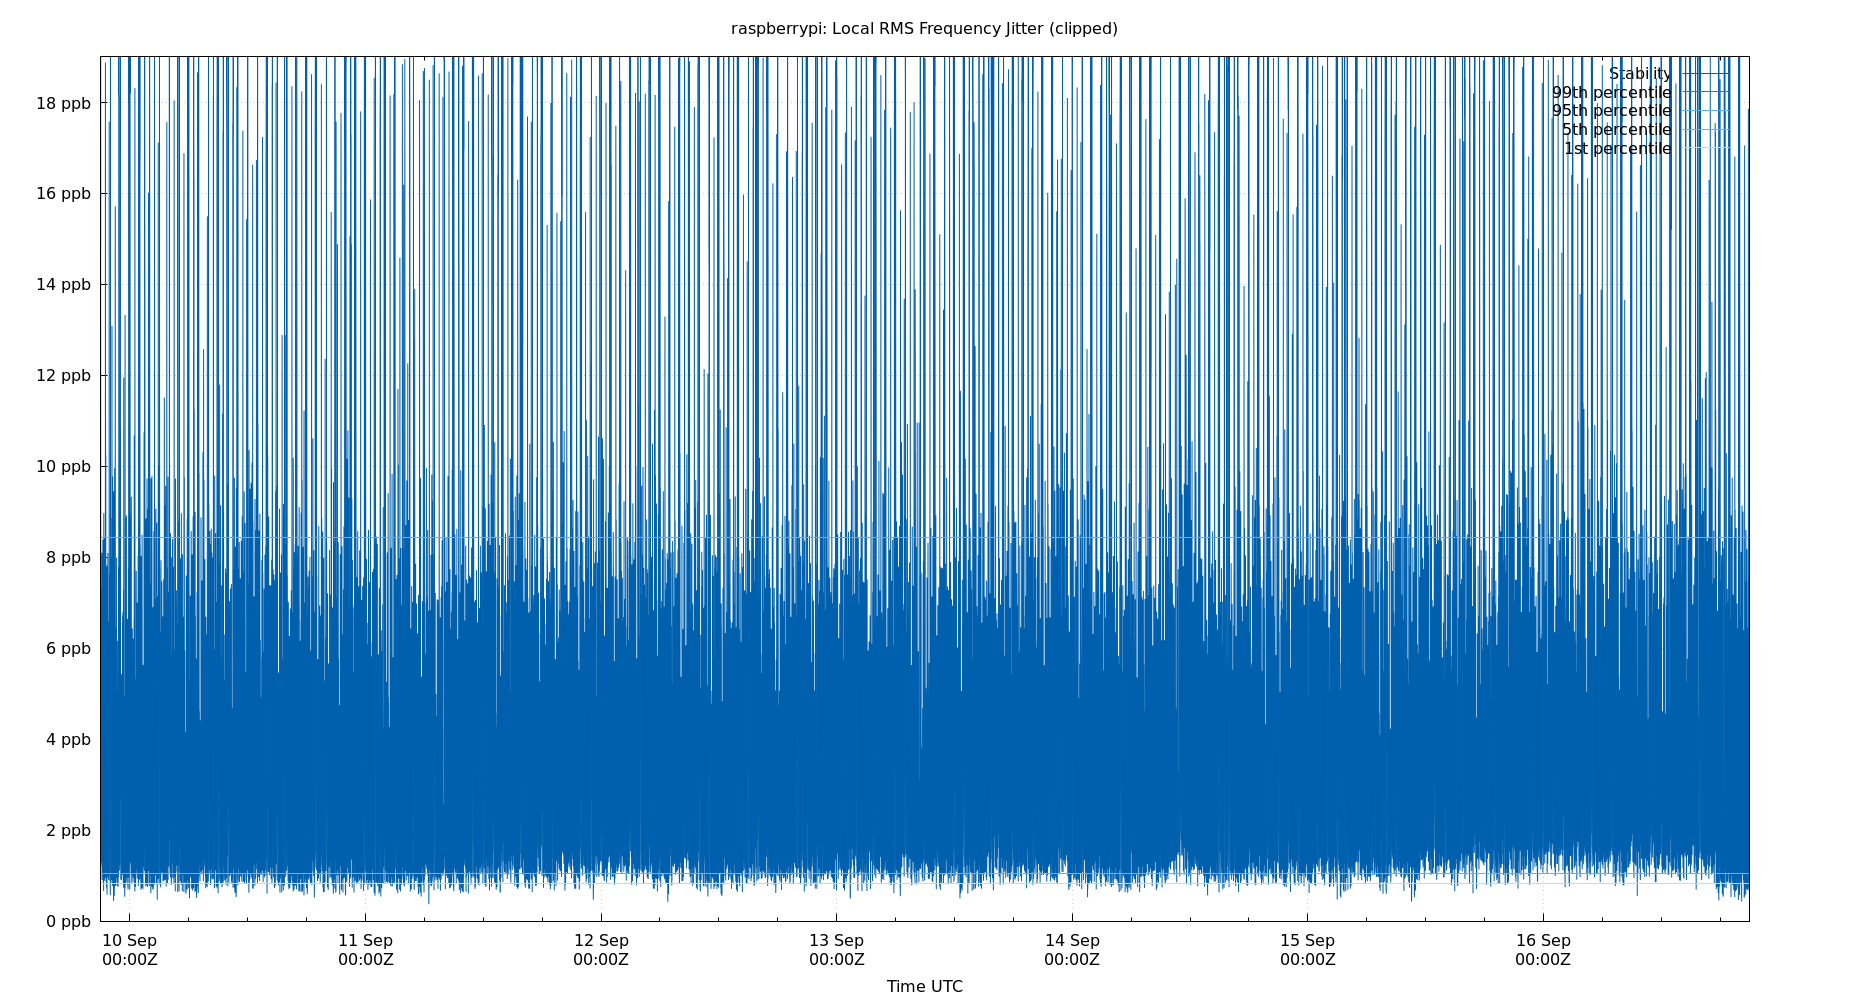 raspberrypi: Local RMS Frequency Jitter (clipped)
Stability
99th percentile
95th percentile
5th percentile
1st percentile
18 ppb
16 ppb
14 ppb
12 ppb
10 ppb
8 ppb
6 ppb
4 ppb
2 ppb
0 ppb
10 Sep 11 Sep 12 Sep 13 Sep 14 Sep 15 Sep 16 Sep
00:00Z 00:00Z 00:00Z 00:00Z 00:00Z 00:00Z 00:00Z
Time UTC